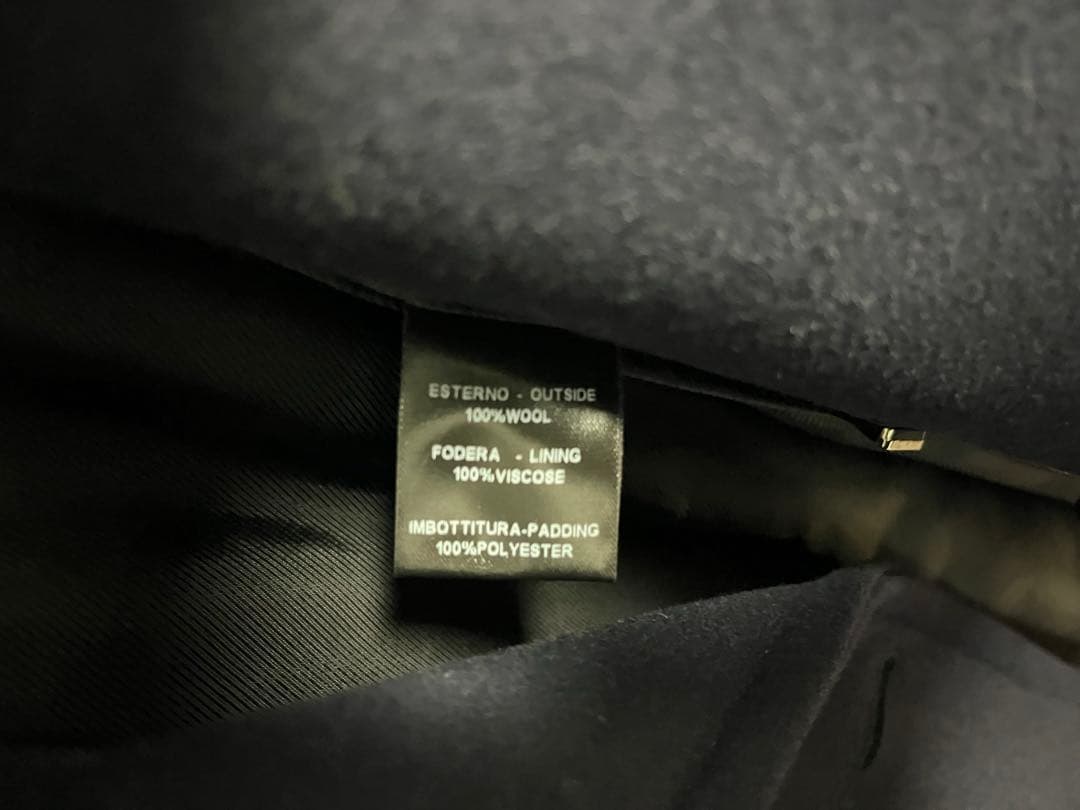 ESTERNO - OUTSIDE
100%WOOL
FODERA - LINING
100%VISCOSE
IMBOTTITURA-PADDING
100%POLYESTER